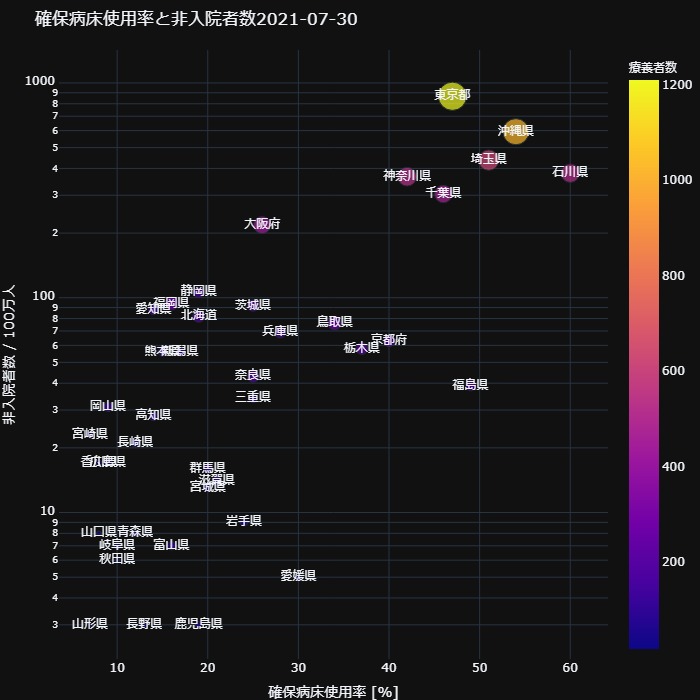 確保病床使用率と非入院者数2021-07-30
療養者数
1000
9
8
7
6
5
4
3
2
100
9
8
7
6
5
4
3
2
10
9
8
7
6
5
4
3
非入院者数 / 100万人
東京都
沖縄県
埼玉県
石川県
神奈川県
千葉県
大阪府
静岡県
福岡県
茨城県
愛知県
北海道
鳥取県
兵庫県
京都府
栃木県
熊本県
奈良県
福島県
三重県
岡山県
高知県
宮崎県
長崎県
群馬県
滋賀県
宮城県
岩手県
山口県青森県
岐阜県
富山県
秋田県
愛媛県
山形県
長野県
鹿児島県
1200
1000
800
600
400
200
10
20
30
40
50
60
確保病床使用率 [%]